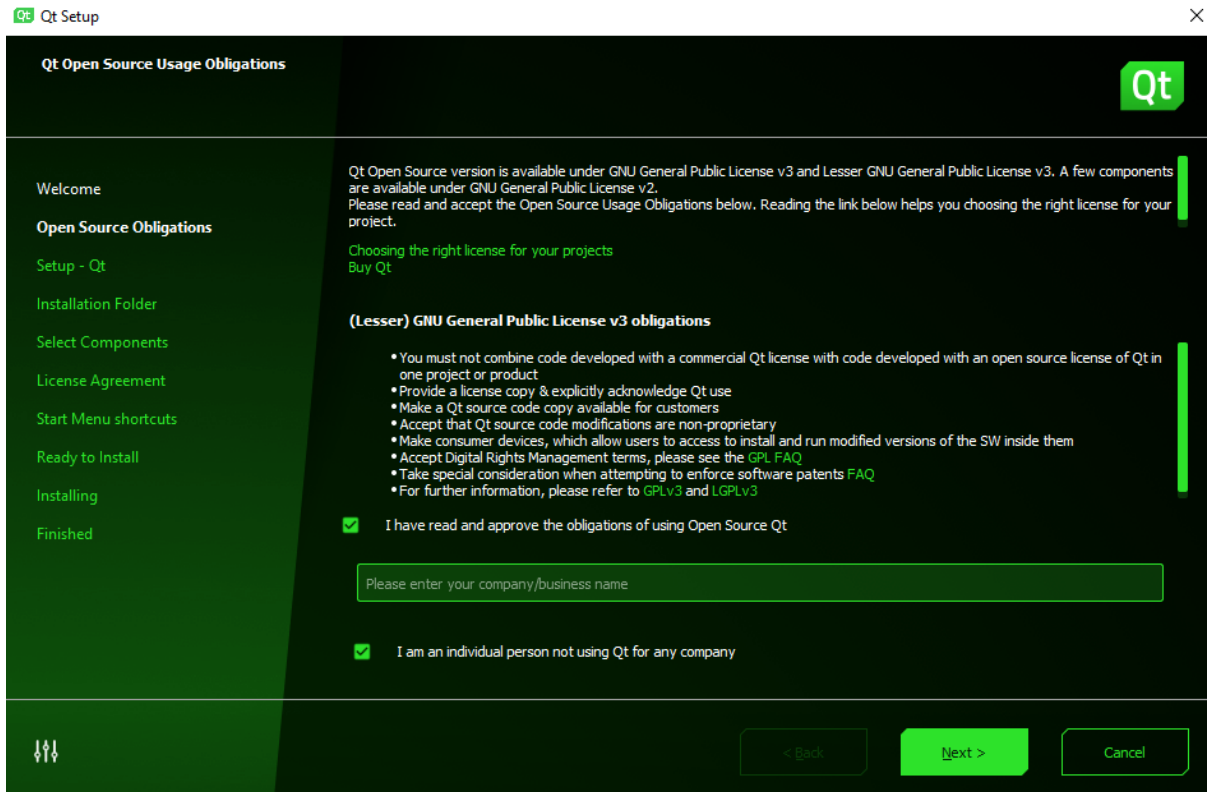 Qt Qt Setup
Qt Open Source Usage Obligations
Qt
Welcome
Open Source Obligations
Setup - Qt
Installation Folder
Select Components
License Agreement
Start Menu shortcuts
Ready to Install
Installing
Finished
Qt Open Source version is available under GNU General Public License v3 and Lesser GNU General Public License v3. A few components
are available under GNU General Public License v2.
Please read and accept the Open Source Usage Obligations below. Reading the link below helps you choosing the right license for your
project.
Choosing the right license for your projects
Buy Qt
(Lesser) GNU General Public License v3 obligations
•You must not combine code developed with a commercial Qt license with code developed with an open source license of Qt in
one project or product
•Provide a license copy & explicitly acknowledge Qt use
•Make a Qt source code copy available for customers
•Accept that Qt source code modifications are non-proprietary
•Make consumer devices, which allow users to access to install and run modified versions of the SW inside them
•Accept Digital Rights Management terms, please see the GPL FAQ
•Take special consideration when attempting to enforce software patents FAQ
•For further information, please refer to GPLv3 and LGPLv3
I have read and approve the obligations of using Open Source Qt
Please enter your company/business name
I am an individual person not using Qt for any company
< Back
Next >
Cancel